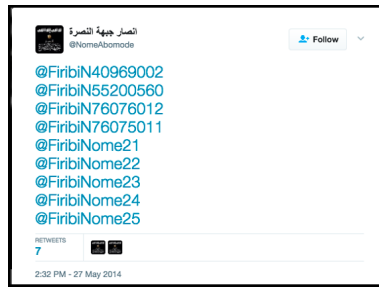 انصار جبهة النصرة
@NomeAbomode
Follow
@FiribiN40969002
@FiribiN55200560
@FiribiN76076012
@FiribiN76075011
@FiribiNome21
@FiribiNome22
@FiribiNome23
@FiribiNome24
@FiribiNome25
RETWEETS
7
2:32 PM - 27 May 2014